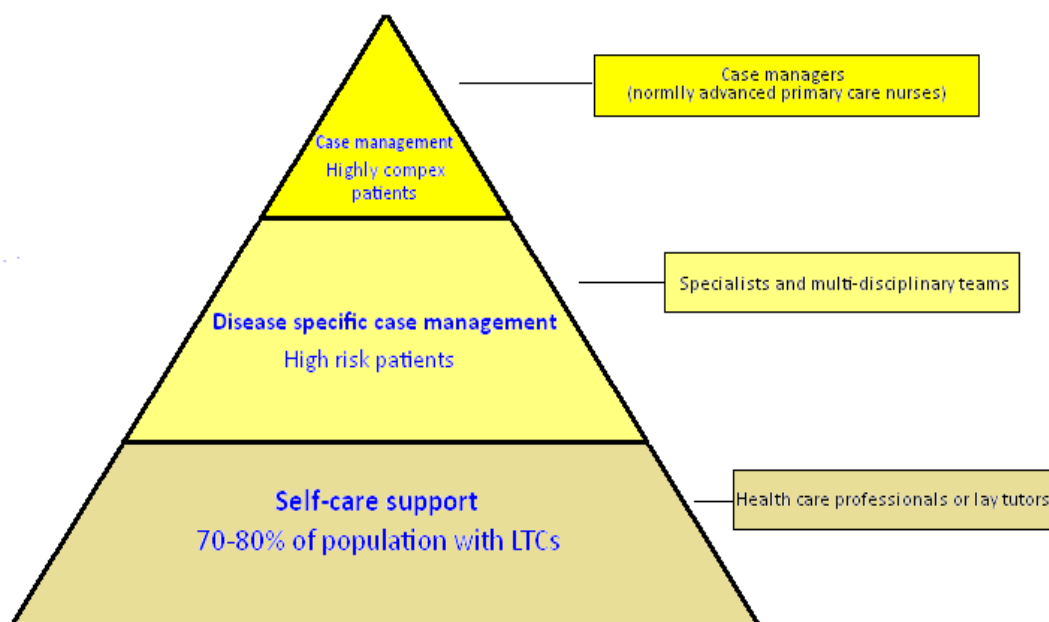 Case managers
(normlly advanced primary care nurses)
Case management
Highly compex
patients
Specialists and multi-disciplinary teams
Disease specific case management
High risk patients
Health care professionals or lay tutors
Self-care support
70-80% of population with LTCs